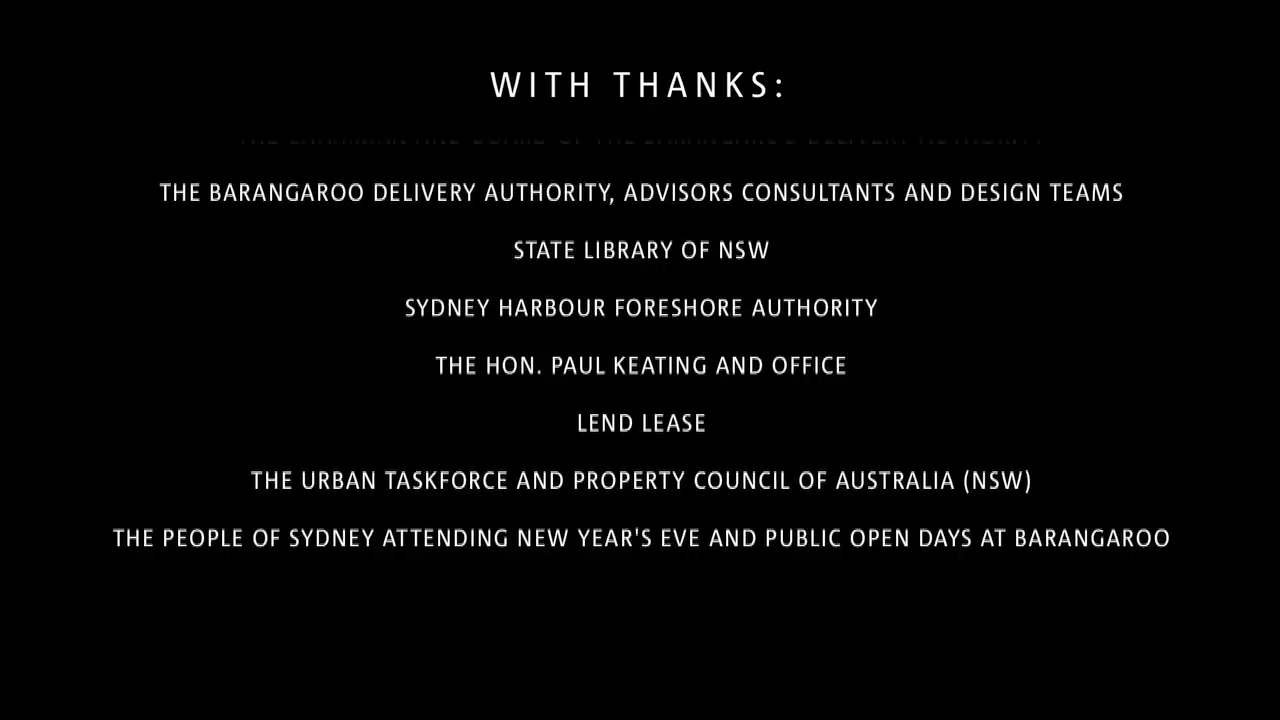 WITH THANKS:
THE BARANGAROO DELIVERY AUTHORITY, ADVISORS CONSULTANTS AND DESIGN TEAMS
STATE LIBRARY OF NSW
SYDNEY HARBOUR FORESHORE AUTHORITY
THE HON. PAUL KEATING AND OFFICE
LEND LEASE
THE URBAN TASKFORCE AND PROPERTY COUNCIL OF AUSTRALIA (NSW)
THE PEOPLE OF SYDNEY ATTENDING NEW YEAR'S EVE AND PUBLIC OPEN DAYS AT BARANGAROO